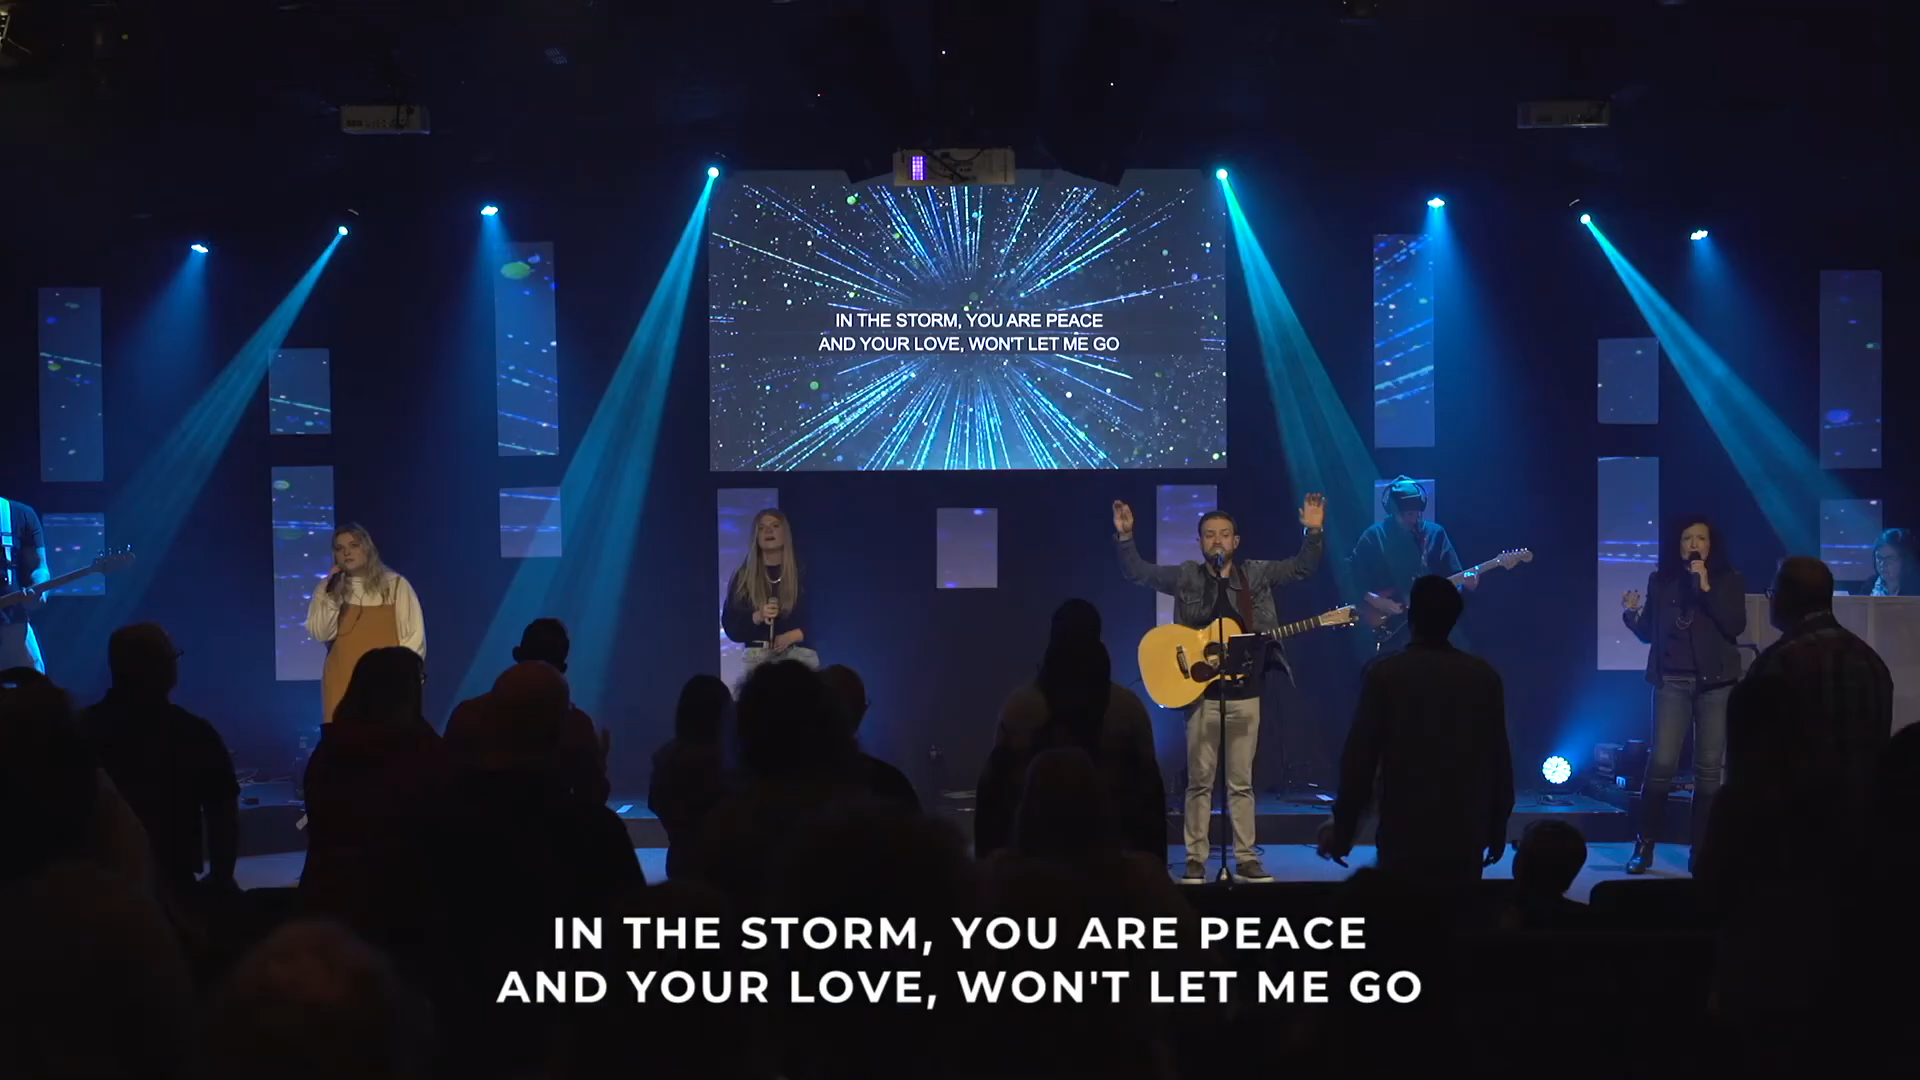 IN THE STORM, YOU ARE PEACE
AND YOUR LOVE, WON'T LET ME GO
IN THE STORM, YOU ARE PEACE
AND YOUR LOVE, WON'T LET ME GO